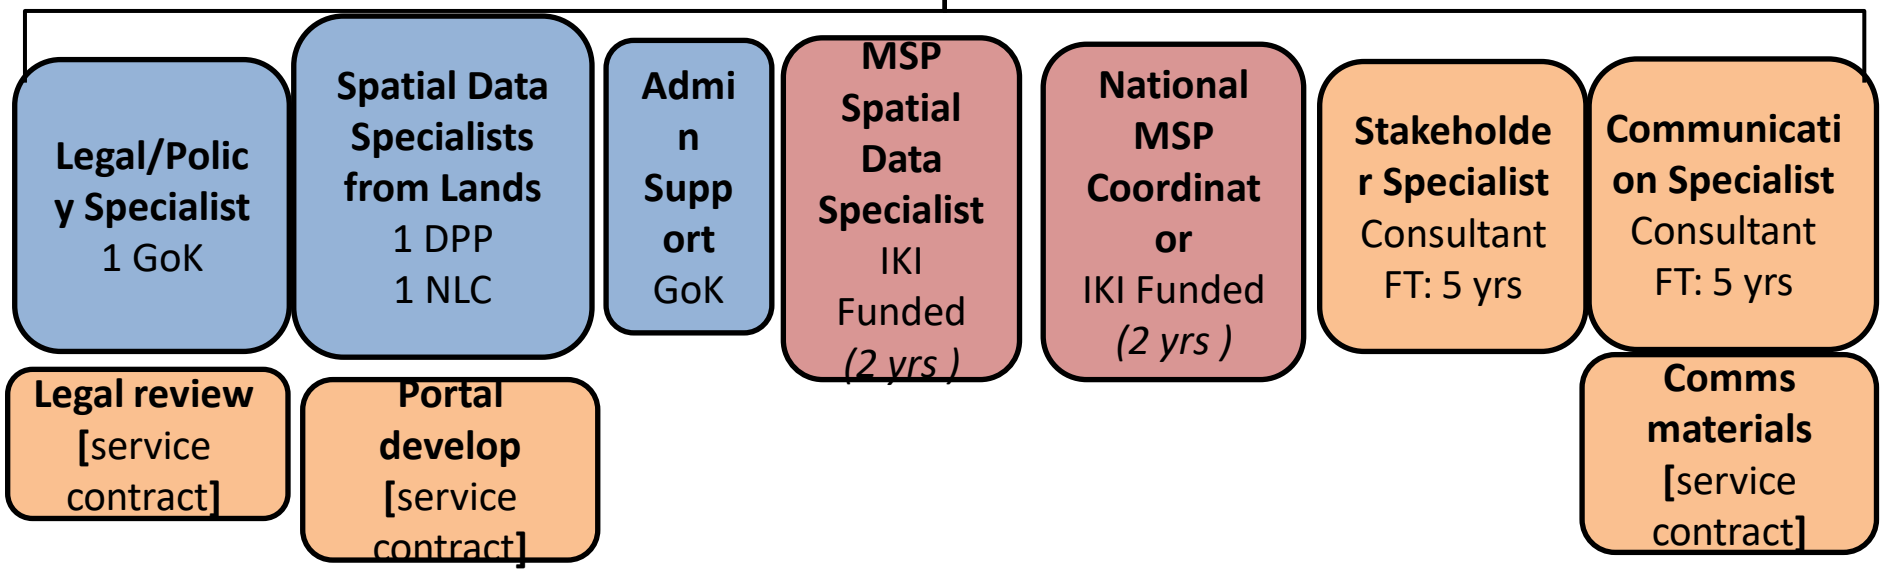 Legal/Polic
y Specialist
1 GoK
Spatial Data
Specialists
from Lands
1 DPP
1 NLC
Admi
n
Supp
ort
GoK
MSP
Spatial
Data
Specialist
IKI
Funded
(2 yrs )
National
MSP
Coordinat
or
IKI Funded
(2 yrs )
Stakeholde
r Specialist
Consultant
FT: 5 yrs
Communicati
on Specialist
Consultant
FT: 5 yrs
Legal review
[service
contract]
Portal
develop
[service
contract]
Comms
materials
[service
contract]